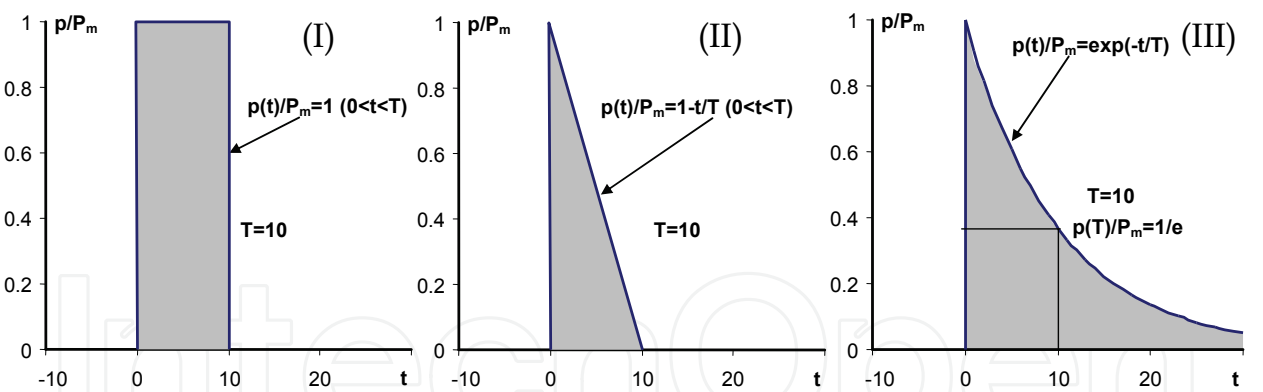 p/Pm
(I)
1
0.8
0.6
0.4
0.2
0
-10
0
10
20
t
p(t)/Pm=1 (0<t<T)
T=10
p/Pm
(II)
1
0.8
0.6
0.4
0.2
0
-10
0
10
20
t
p(t)/Pm=1-t/T (0<t<T)
T=10
p/Pm
(III)
1
0.8
0.6
0.4
0.2
0
-10
0
10
20
t
p(t)/Pm=exp(-t/T)
T=10
p(T)/Pm=1/e
IntechOpen